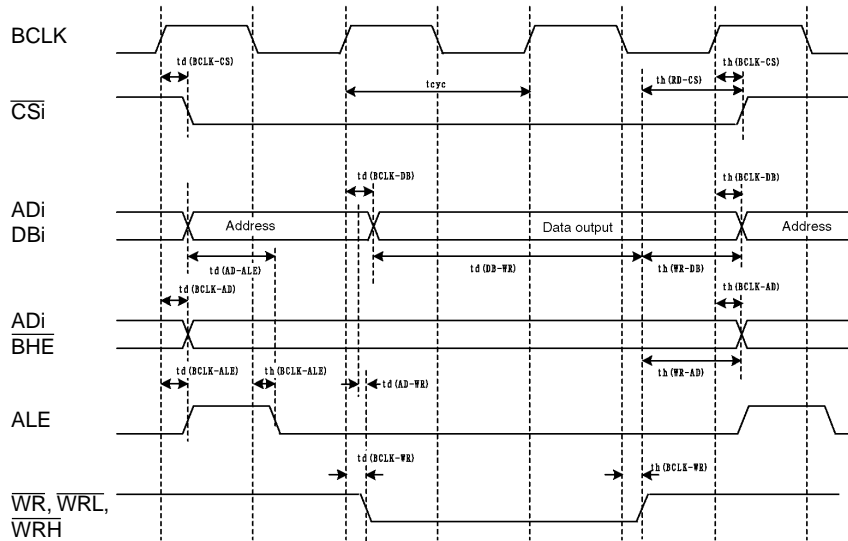 BCLK
td(BCLK-CS)
th(BCLK-CS)
tcyc
th(RD-CS)
CSi
td(BCLK-DB)
th(BCLK-DB)
ADi
DBi
Address
Data output
Address
td(AD-ALE)
td(DB-WR)
th(WR-DB)
td(BCLK-AD)
th(BCLK-AD)
ADi
BHE
td(BCLK-ALE)
th(BCLK-ALE)
td(AD-WR)
th(WR-AD)
ALE
td(BCLK-WR)
th(BCLK-WR)
WR, WRL,
WRH